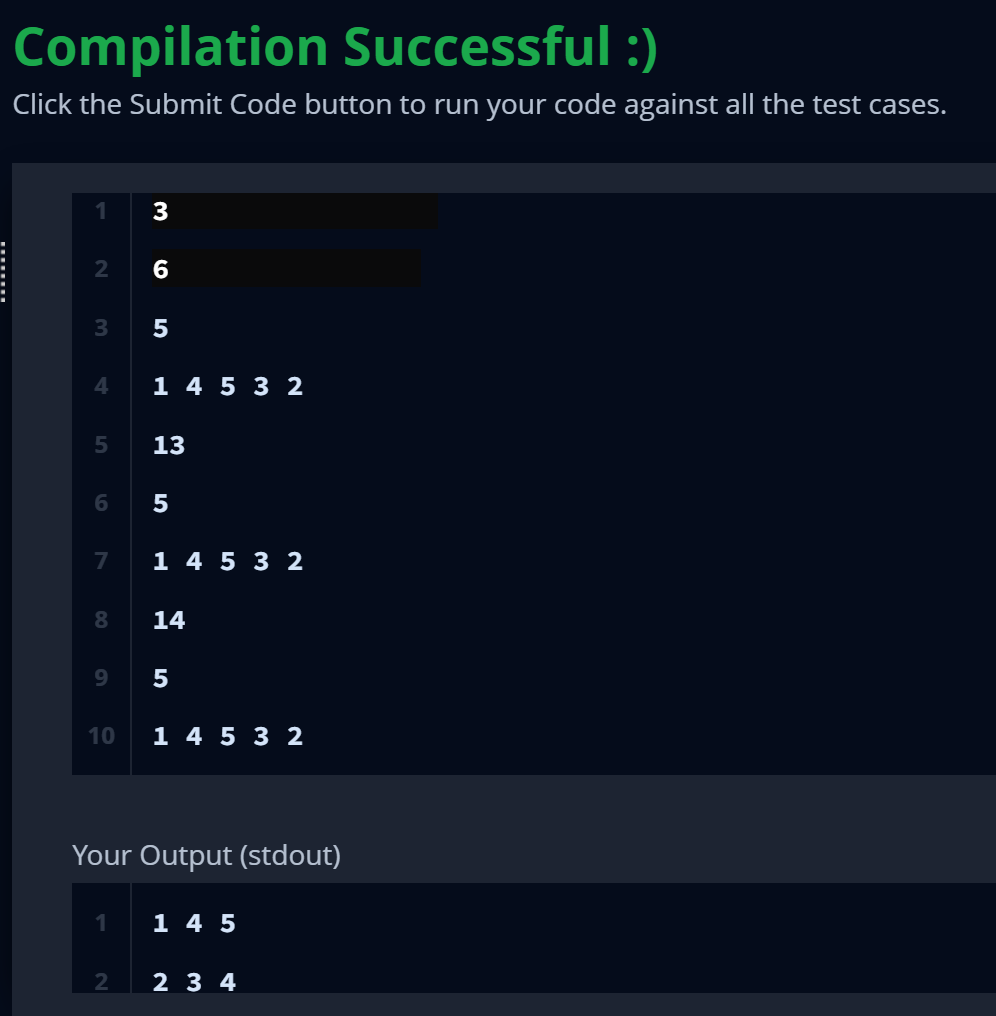 Compilation Successful :)
Click the Submit Code button to run your code against all the test cases.
1 3
2 6
3 5
4 1 4 5 3 2
5 13
6 5
7 1 4 5 3 2
8 14
9 5
10 1 4 5 3 2
Your Output (stdout)
1 1 4 5
2 2 3 4